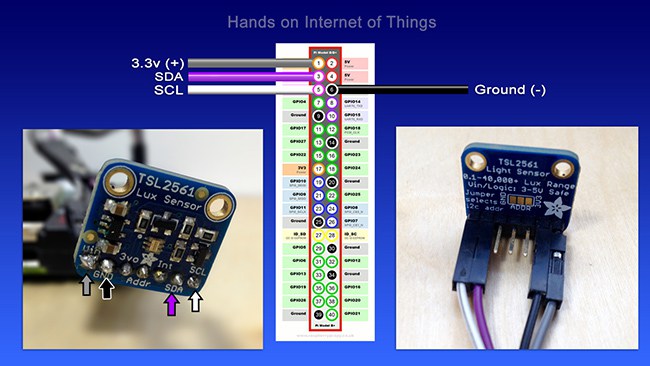 Hands on Internet of Things
3.3v (+)
SDA
SCL
Ground (-)
Pi Model B/B+
1 2
3 4
5 6
7 8
9 10
11 12
13 14
15 16
17 18
19 20
21 22
23 24
25 26
27 28
29 30
31 32
33 34
35 36
37 38
39 40
Pi Model B+
3V3
5V
5V
GPIO4
GPIO14
Ground
GPIO15
GPIO17
GPIO18
GPIO27
Ground
GPIO22
GPIO23
GPIO24
GPIO10
Ground
GPIO9
GPIO25
GPIO11
GPIO8
Ground
GPIO7
ID_SD
ID_SC
GPIO5
Ground
GPIO6
GPIO12
GPIO13
Ground
GPIO19
GPIO16
GPIO26
GPIO20
Ground
GPIO21
TSL2561
Lux Sensor
Vin
GND
3vo
Int
Addr
SDA
SCL
TSL2561
Light Sensor
0.1-40,000+ Lux Range
Vin/Logic: 3-5V Safe
Jumper
selects
i2c addr
ADDR